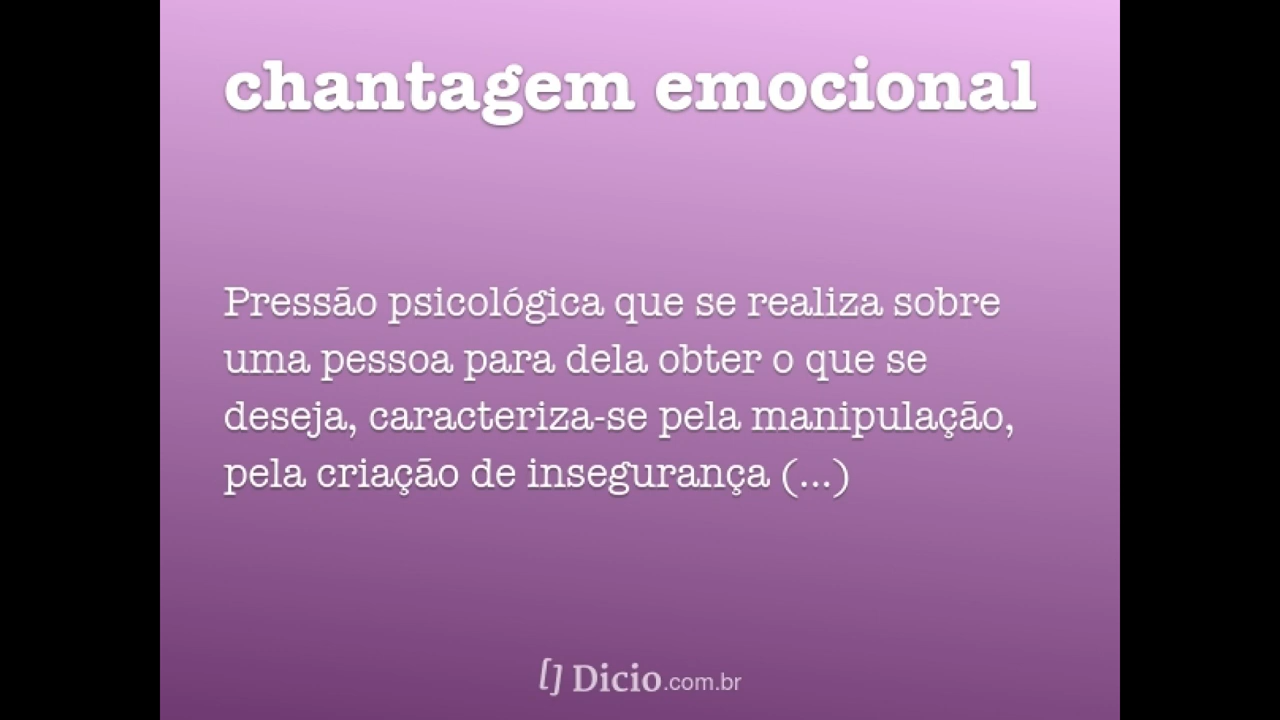 chantagem emocional
Pressão psicológica que se realiza sobre
uma pessoa para dela obter o que se
deseja, caracteriza-se pela manipulação,
pela criação de insegurança (...)
[] Dicio.com.br